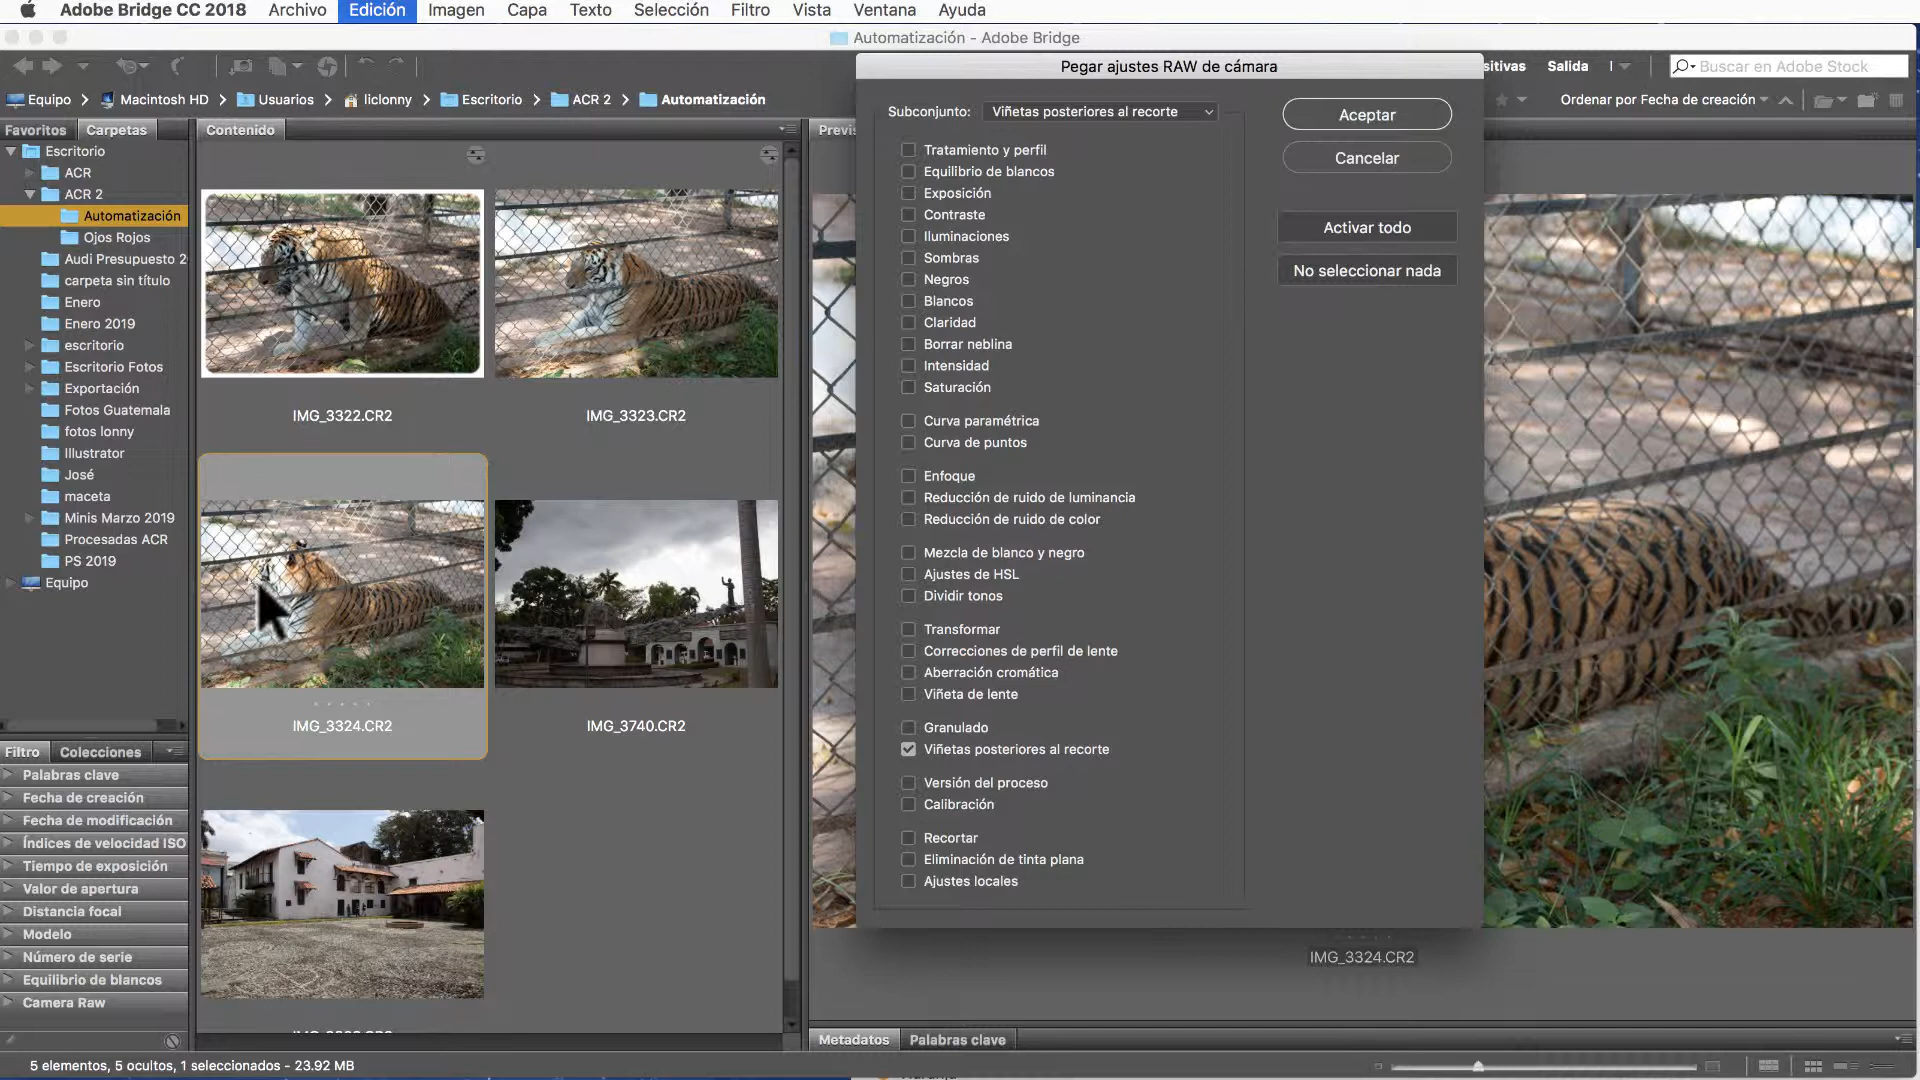 Adobe Bridge CC 2018 Archivo Edición Imagen Capa Texto Selección Filtro Vista Ventana Ayuda
Automatización - Adobe Bridge
Salida
Buscar en Adobe Stock
Equipo Macintosh HD Usuarios liclonny Escritorio ACR 2 Automatización
Ordenar por Fecha de creación
Favoritos Carpetas
Escritorio
ACR
ACR 2
Automatización
Ojos Rojos
Audi Presupuesto 2
carpeta sin título
Enero
Enero 2019
escritorio
Escritorio Fotos
Exportación
Fotos Guatemala
fotos lonny
Illustrator
José
maceta
Minis Marzo 2019
Procesadas ACR
PS 2019
Equipo
Filtro Colecciones
Palabras clave
Fecha de creación
Fecha de modificación
Índices de velocidad ISO
Tiempo de exposición
Valor de apertura
Distancia focal
Modelo
Número de serie
Equilibrio de blancos
Camera Raw
Contenido
IMG_3322.CR2
IMG_3323.CR2
IMG_3324.CR2
IMG_3740.CR2
Pegar ajustes RAW de cámara
Subconjunto: Viñetas posteriores al recorte
Tratamiento y perfil
Equilibrio de blancos
Exposición
Contraste
Iluminaciones
Sombras
Negros
Blancos
Claridad
Borrar neblina
Intensidad
Saturación
Curva paramétrica
Curva de puntos
Enfoque
Reducción de ruido de luminancia
Reducción de ruido de color
Mezcla de blanco y negro
Ajustes de HSL
Dividir tonos
Transformar
Correcciones de perfil de lente
Aberración cromática
Viñeta de lente
Granulado
Viñetas posteriores al recorte
Versión del proceso
Calibración
Recortar
Eliminación de tinta plana
Ajustes locales
Aceptar
Cancelar
Activar todo
No seleccionar nada
IMG_3324.CR2
Metadatos Palabras clave
5 elementos, 5 ocultos, 1 seleccionados - 23.92 MB